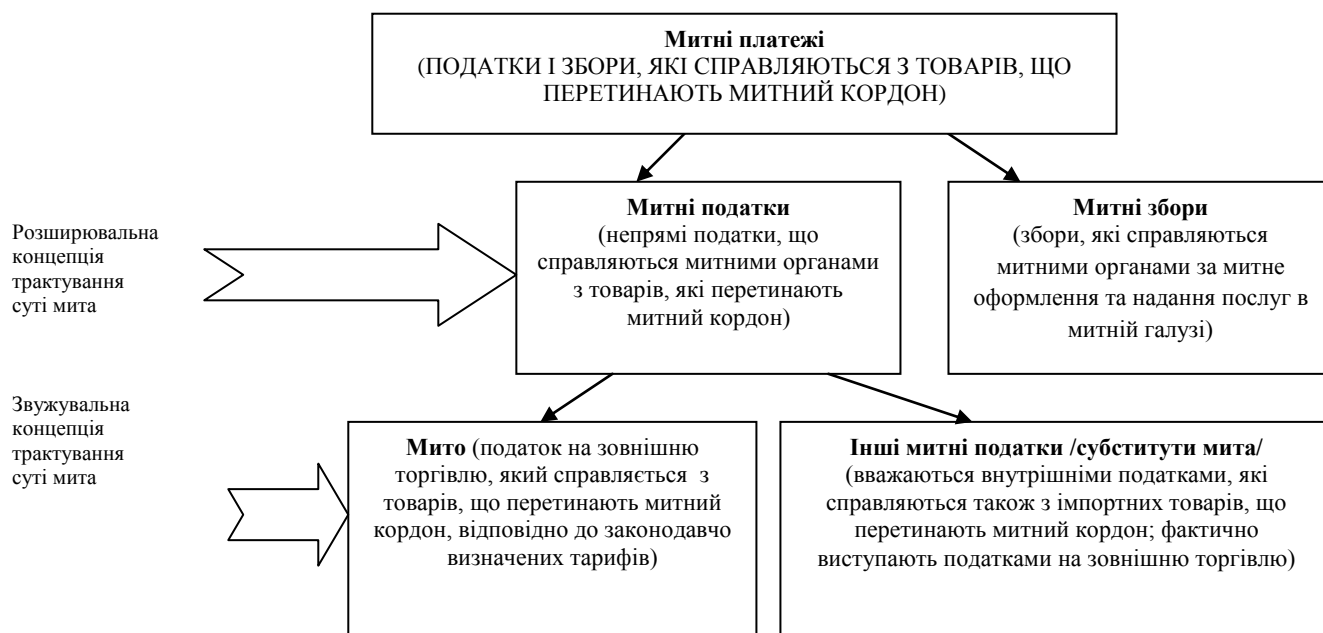 Митні платежі
(ПОДАТКИ І ЗБОРИ, ЯКІ СПРАВЛЯЮТЬСЯ З ТОВАРІВ, ЩО
ПЕРЕТИНАЮТЬ МИТНИЙ КОРДОН)
Розширювальна
концепція
трактування
суті мита
Митні податки
(непрямі податки, що
справляються митними органами
з товарів, які перетинають
митний кордон)
Митні збори
(збори, які справляються
митними органами за митне
оформлення та надання послуг в
митній галузі)
Звужувальна
концепція
трактування
суті мита
Мито (податок на зовнішню
торгівлю, який справляється з
товарів, що перетинають митний
кордон, відповідно до законодавчо
визначених тарифів)
Інші митні податки /субститути мита/
(вважаються внутрішніми податками, які
справляються також з імпортних товарів, що
перетинають митний кордон; фактично
виступають податками на зовнішню торгівлю)